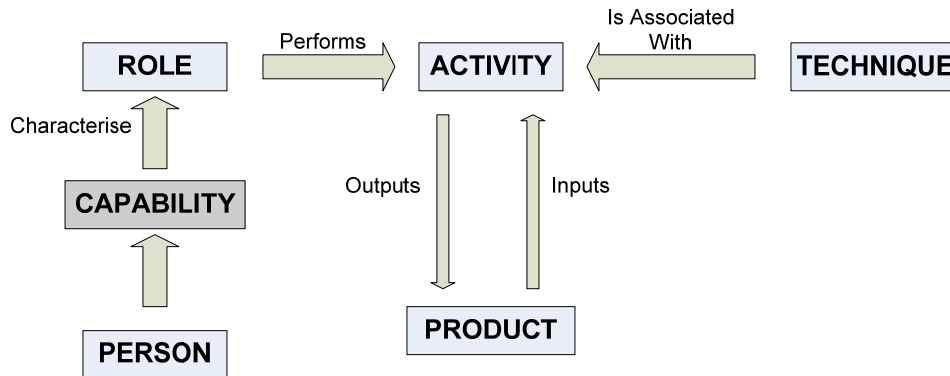 Is Associated
With
Performs
ROLE
ACTIVITY
TECHNIQUE
Characterise
CAPABILITY
Outputs
Inputs
PRODUCT
PERSON